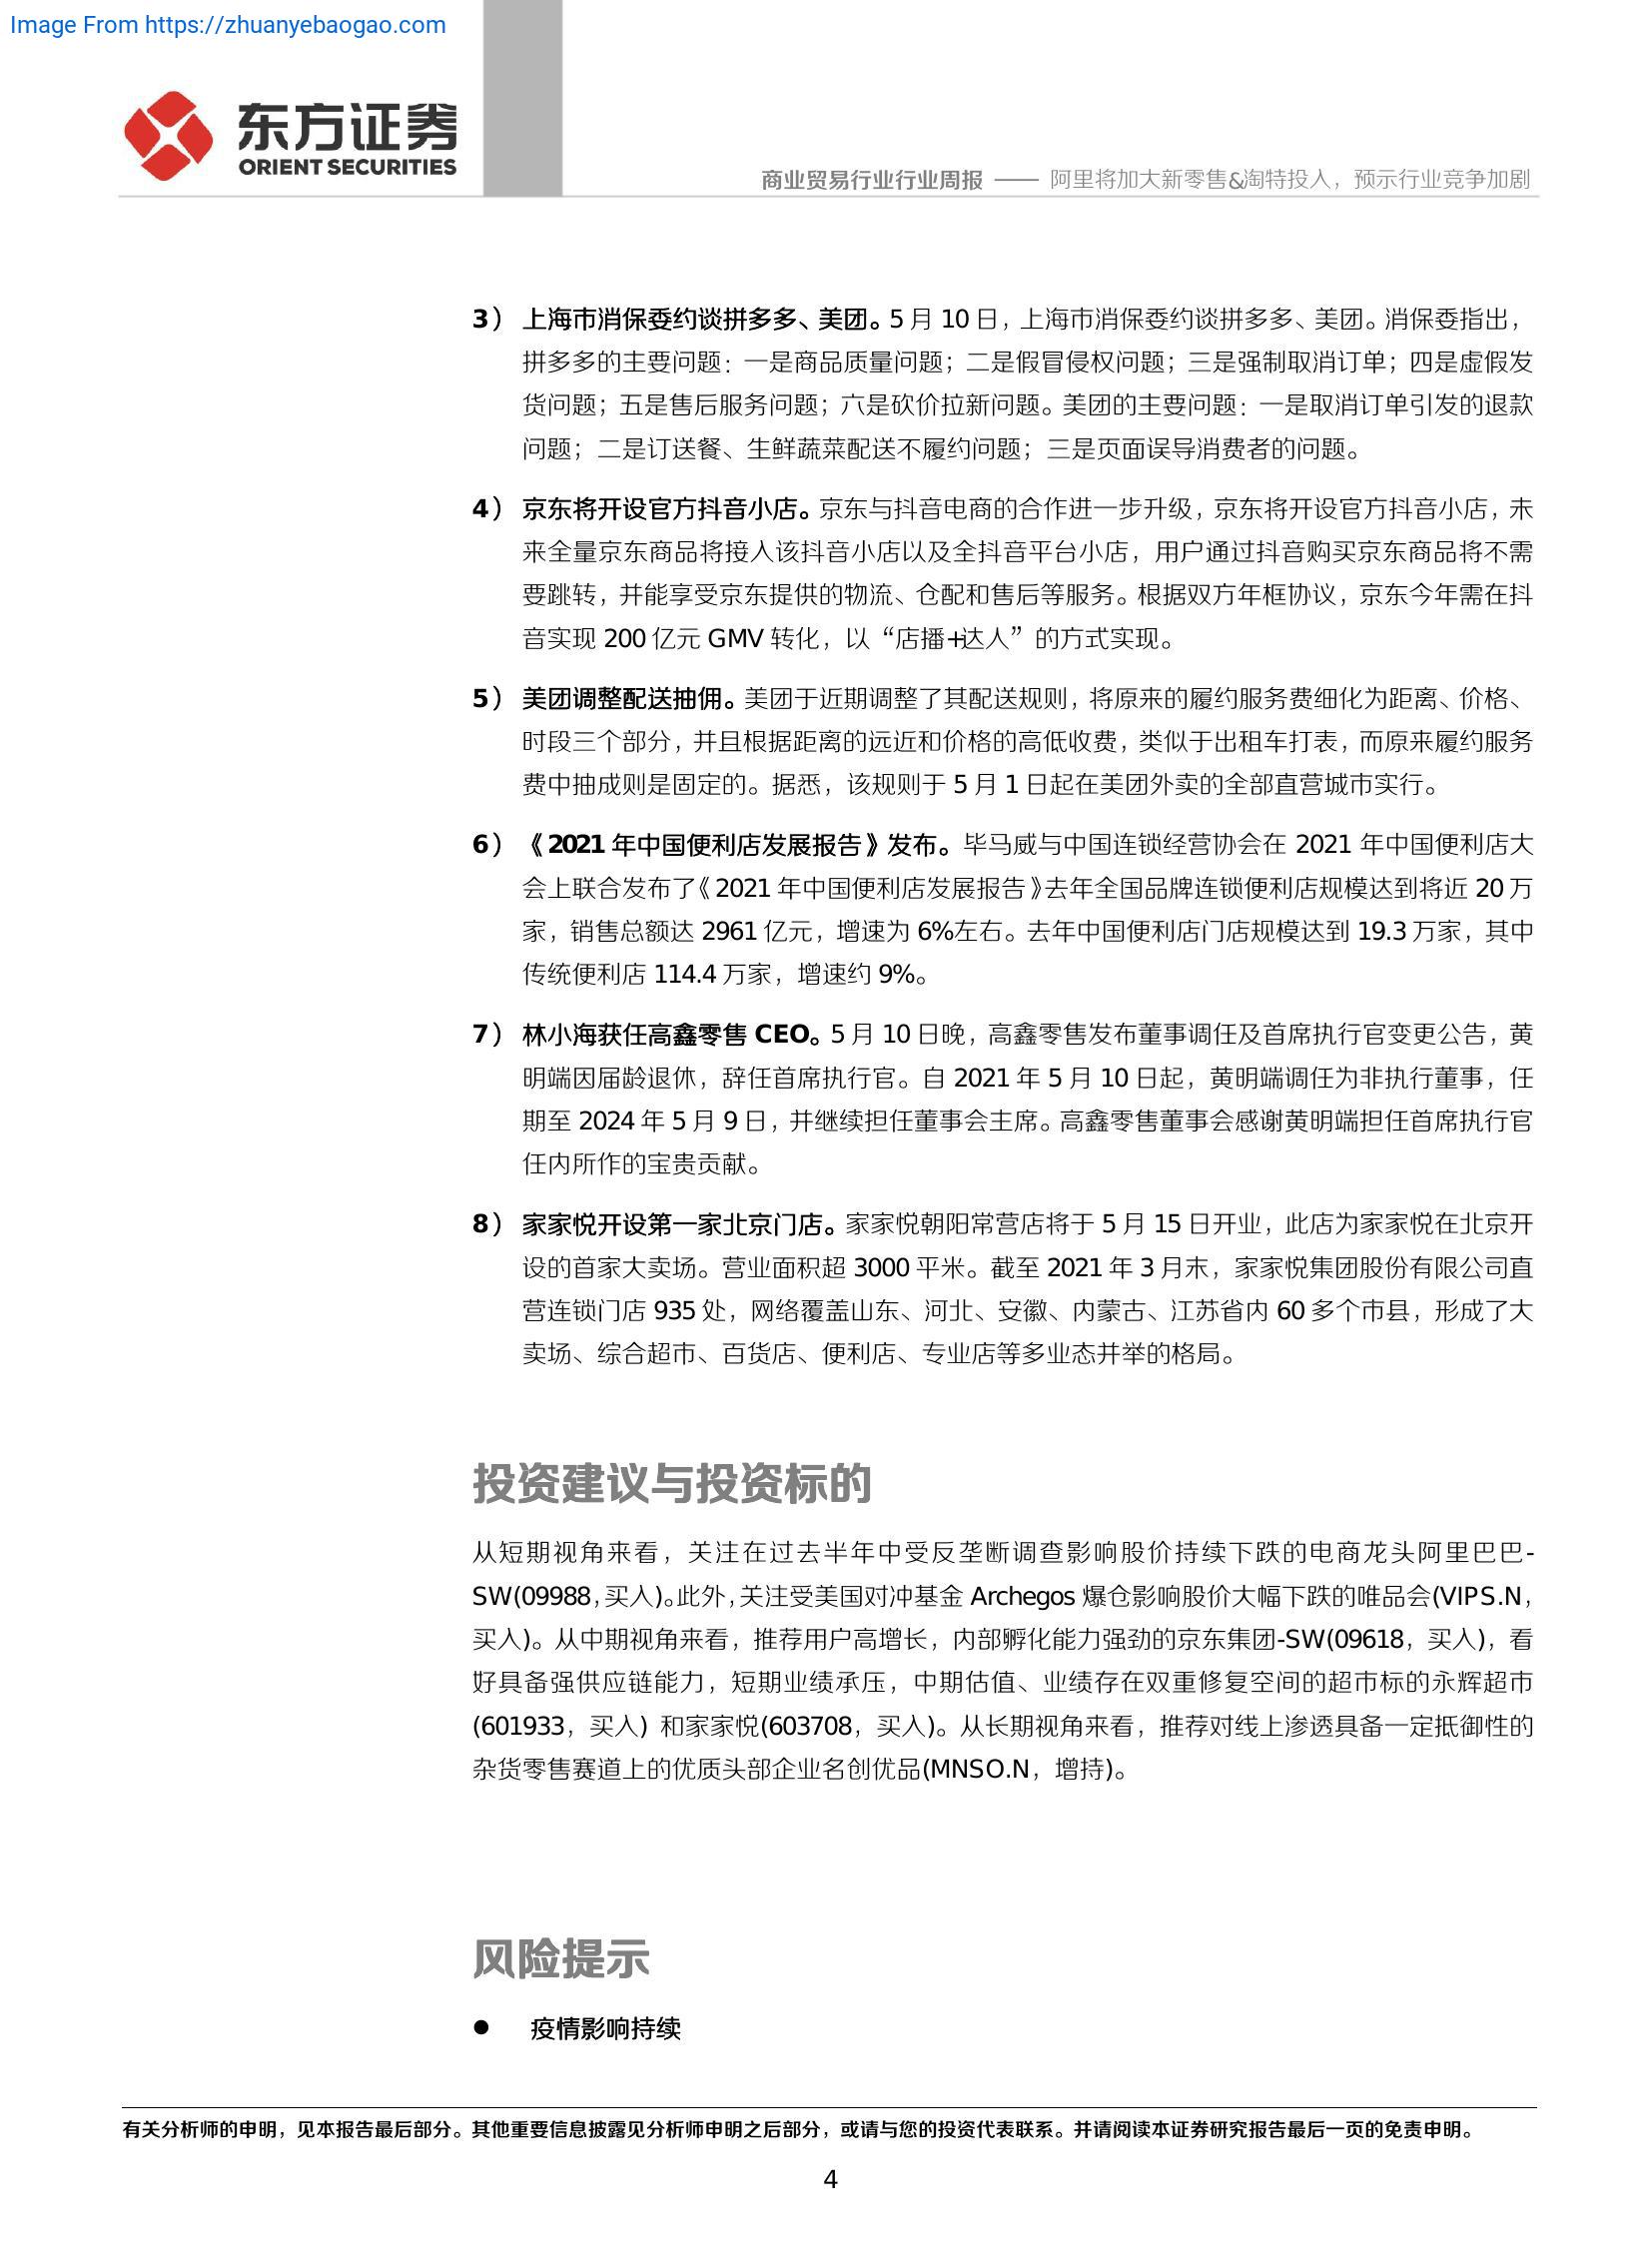 Image From https://zhuanyebaogao.com
东方证券
ORIENT SECURITIES
商业贸易行业行业周报 —— 阿里将加大新零售&淘特投入，预示行业竞争加剧
3） 上海市消保委约谈拼多多、美团。5 月 10 日，上海市消保委约谈拼多多、美团。消保委指出，
拼多多的主要问题：一是商品质量问题；二是假冒侵权问题；三是强制取消订单；四是虚假发
货问题；五是售后服务问题；六是砍价拉新问题。美团的主要问题：一是取消订单引发的退款
问题；二是订送餐、生鲜蔬菜配送不履约问题；三是页面误导消费者的问题。
4） 京东将开设官方抖音小店。京东与抖音电商的合作进一步升级，京东将开设官方抖音小店，未
来全量京东商品将接入该抖音小店以及全抖音平台小店，用户通过抖音购买京东商品将不需
要跳转，并能享受京东提供的物流、仓配和售后等服务。根据双方年框协议，京东今年需在抖
音实现 200 亿元 GMV 转化，以“店播+达人”的方式实现。
5） 美团调整配送抽佣。美团于近期调整了其配送规则，将原来的履约服务费细化为距离、价格、
时段三个部分，并且根据距离的远近和价格的高低收费，类似于出租车打表，而原来履约服务
费中抽成则是固定的。据悉，该规则于 5 月 1 日起在美团外卖的全部直营城市实行。
6） 《2021 年中国便利店发展报告》发布。毕马威与中国连锁经营协会在 2021 年中国便利店大
会上联合发布了《2021 年中国便利店发展报告》去年全国品牌连锁便利店规模达到将近 20 万
家，销售总额达 2961 亿元，增速为 6%左右。去年中国便利店门店规模达到 19.3 万家，其中
传统便利店 114.4 万家，增速约 9%。
7） 林小海获任高鑫零售 CEO。5 月 10 日晚，高鑫零售发布董事调任及首席执行官变更公告，黄
明端因届龄退休，辞任首席执行官。自 2021 年 5 月 10 日起，黄明端调任为非执行董事，任
期至 2024 年 5 月 9 日，并继续担任董事会主席。高鑫零售董事会感谢黄明端担任首席执行官
任内所作的宝贵贡献。
8） 家家悦开设第一家北京门店。家家悦朝阳常营店将于 5 月 15 日开业，此店为家家悦在北京开
设的首家大卖场。营业面积超 3000 平米。截至 2021 年 3 月末，家家悦集团股份有限公司直
营连锁门店 935 处，网络覆盖山东、河北、安徽、内蒙古、江苏省内 60 多个市县，形成了大
卖场、综合超市、百货店、便利店、专业店等多业态并举的格局。
投资建议与投资标的
从短期视角来看，关注在过去半年中受反垄断调查影响股价持续下跌的电商龙头阿里巴巴-
SW(09988，买入)。此外，关注受美国对冲基金 Archegos 爆仓影响股价大幅下跌的唯品会(VIPS.N，
买入)。从中期视角来看，推荐用户高增长，内部孵化能力强劲的京东集团-SW(09618，买入)，看
好具备强供应链能力，短期业绩承压，中期估值、业绩存在双重修复空间的超市标的永辉超市
(601933，买入) 和家家悦(603708，买入)。从长期视角来看，推荐对线上渗透具备一定抵御性的
杂货零售赛道上的优质头部企业名创优品(MNSO.N，增持)。
风险提示
● 疫情影响持续
有关分析师的申明，见本报告最后部分。其他重要信息披露见分析师申明之后部分，或请与您的投资代表联系。并请阅读本证券研究报告最后一页的免责申明。
4